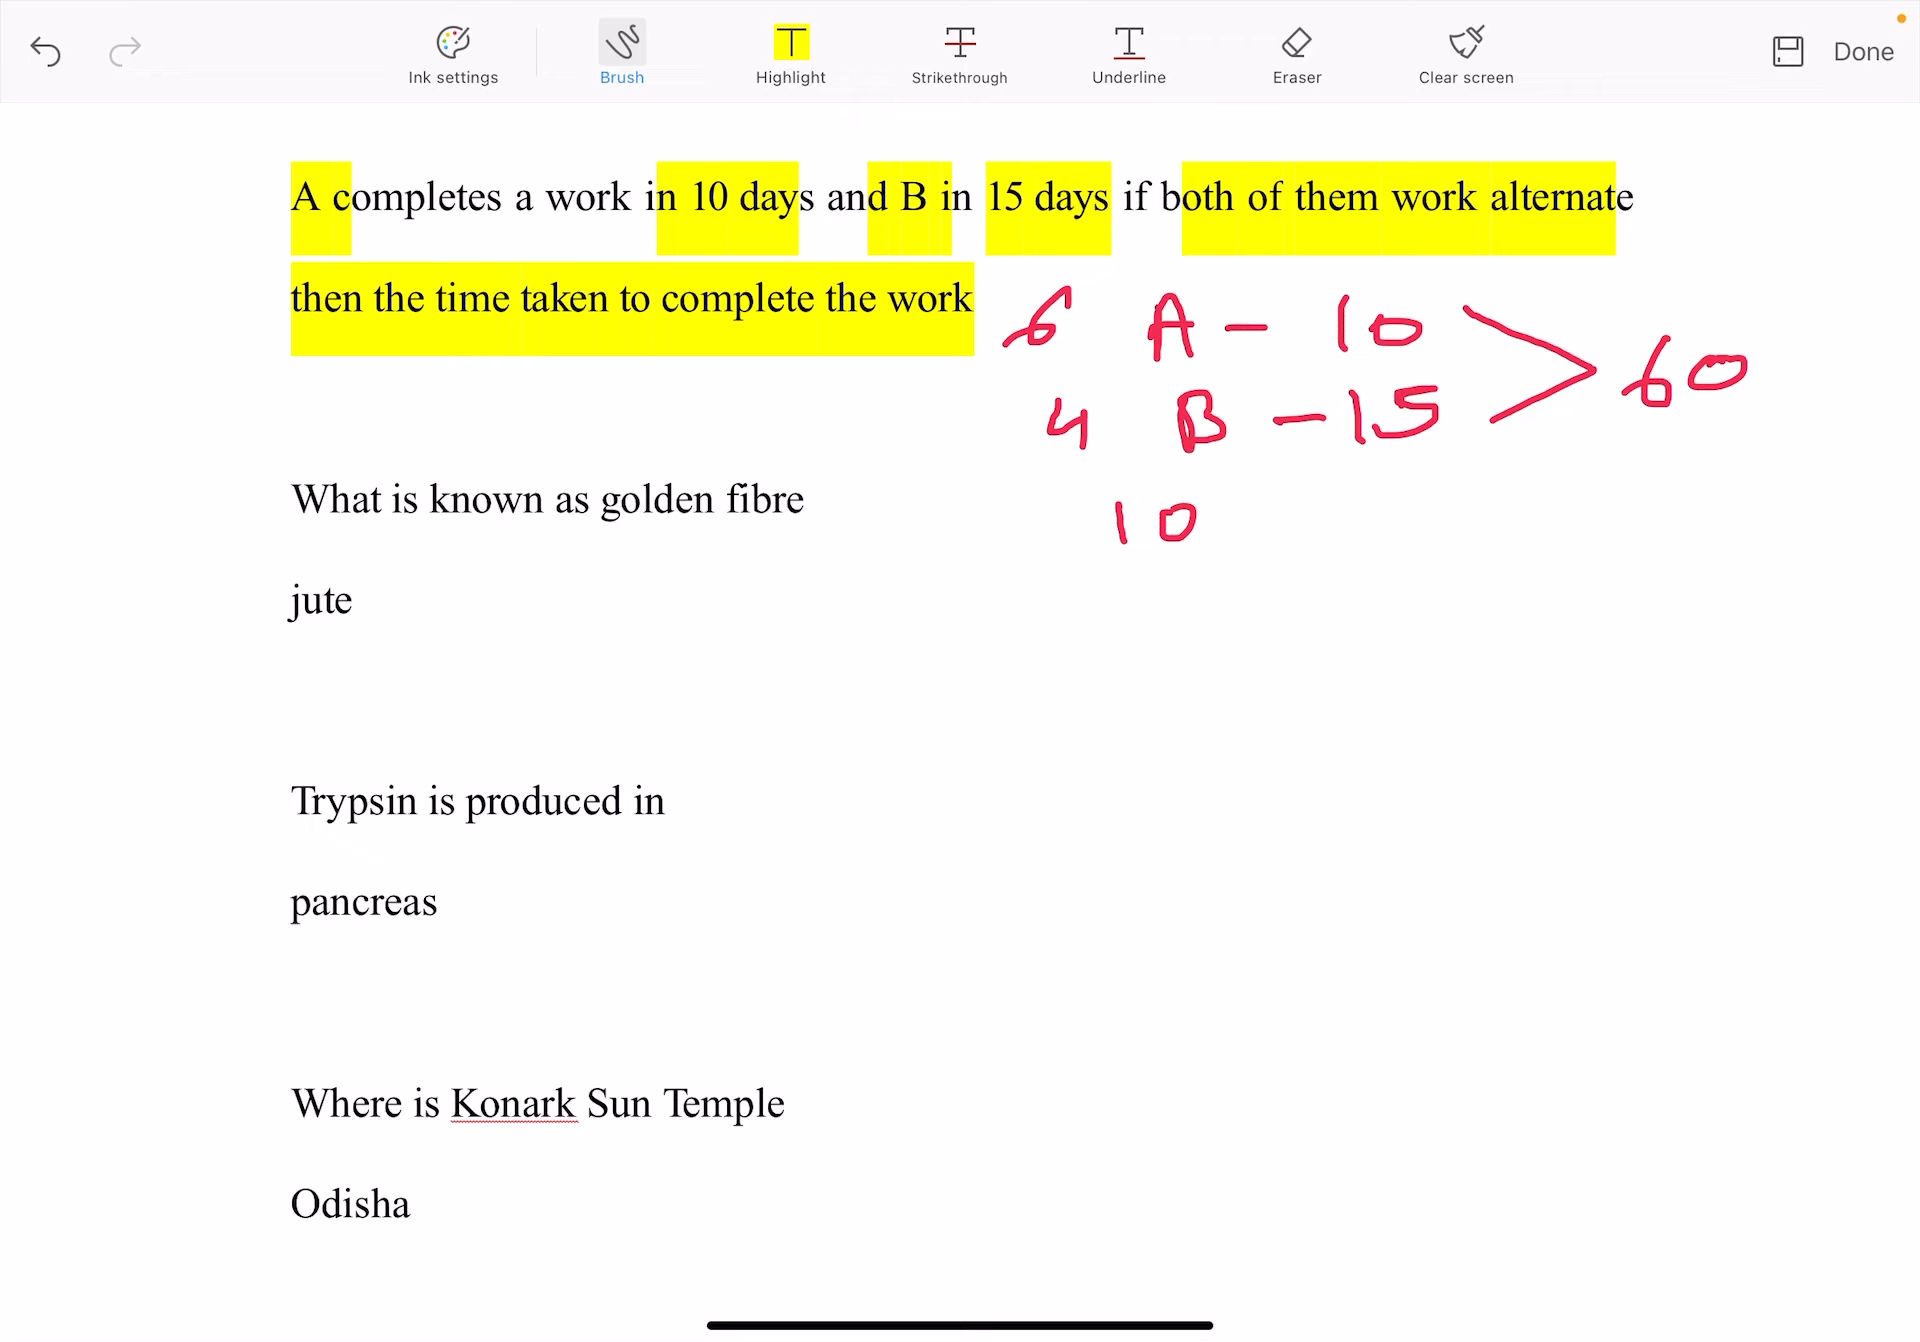 Ink settings
Brush
Highlight
Strikethrough
Underline
Eraser
Clear screen
Done
A completes a work in 10 days and B in 15 days if both of them work alternate
then the time taken to complete the work
6 A - 10
60
4 B - 15
10
What is known as golden fibre
jute
Trypsin is produced in
pancreas
Where is Konark Sun Temple
Odisha